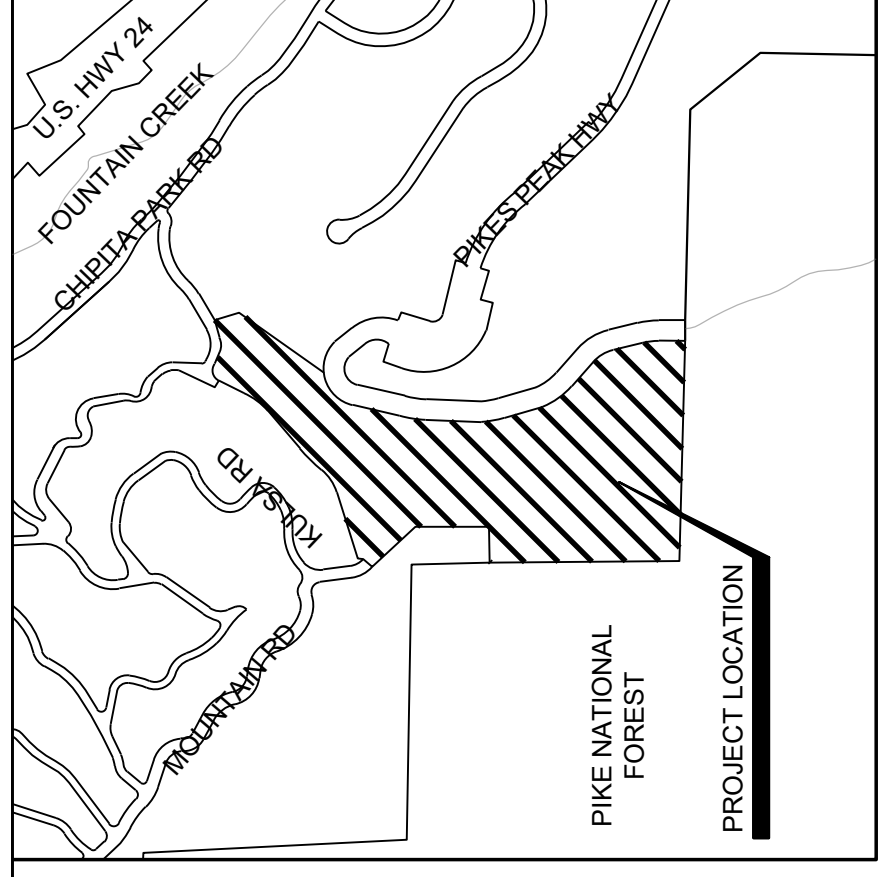 U.S. HWY 24
FOUNTAIN CREEK
CHIPITA PARK RD
PIKES PEAK HWY
KULSA RD
MOUNTAIN RD
PIKE NATIONAL
FOREST
PROJECT LOCATION